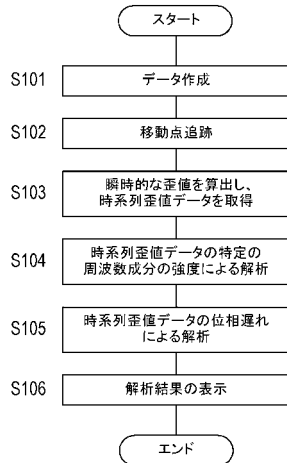 スタート
S101
データ作成
S102
移動点追跡
S103
瞬時的な歪値を算出し、
時系列歪値データを取得
S104
時系列歪値データの特定の
周波数成分の強度による解析
S105
時系列歪値データの位相遅れ
による解析
S106
解析結果の表示
エンド